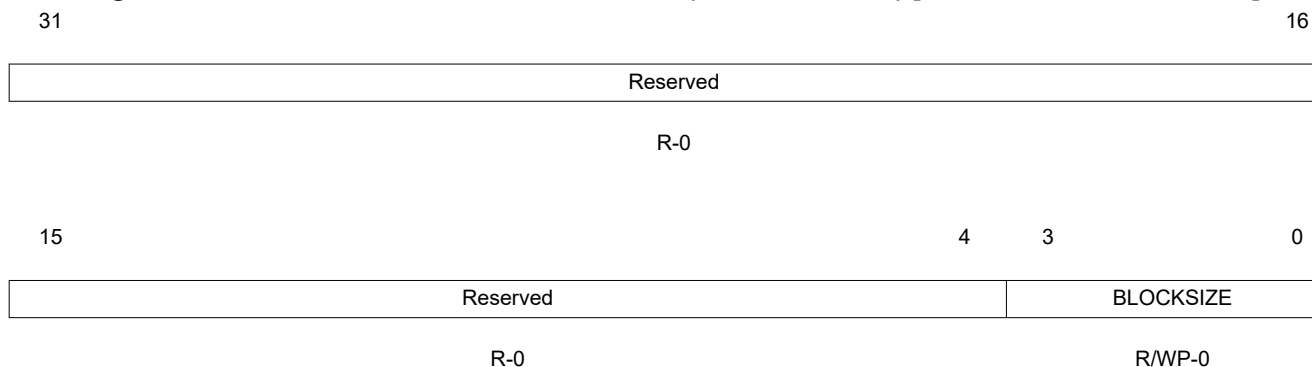 31 16
Reserved
R-0
15 4 3 0
Reserved BLOCKSIZE
R-0 R/WP-0